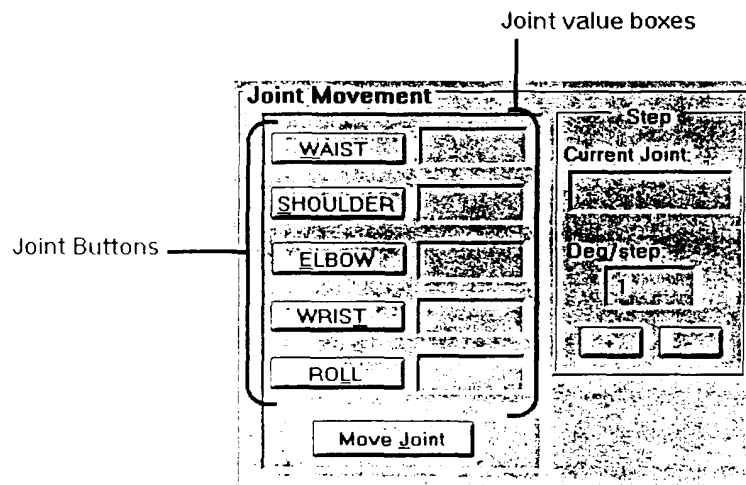 Joint value boxes
Joint Movement
Step
WAIST
Current Joint:
SHOULDER
Joint Buttons
ELBOW
Deg/step:
1
WRIST
+ -
ROLL
Move Joint